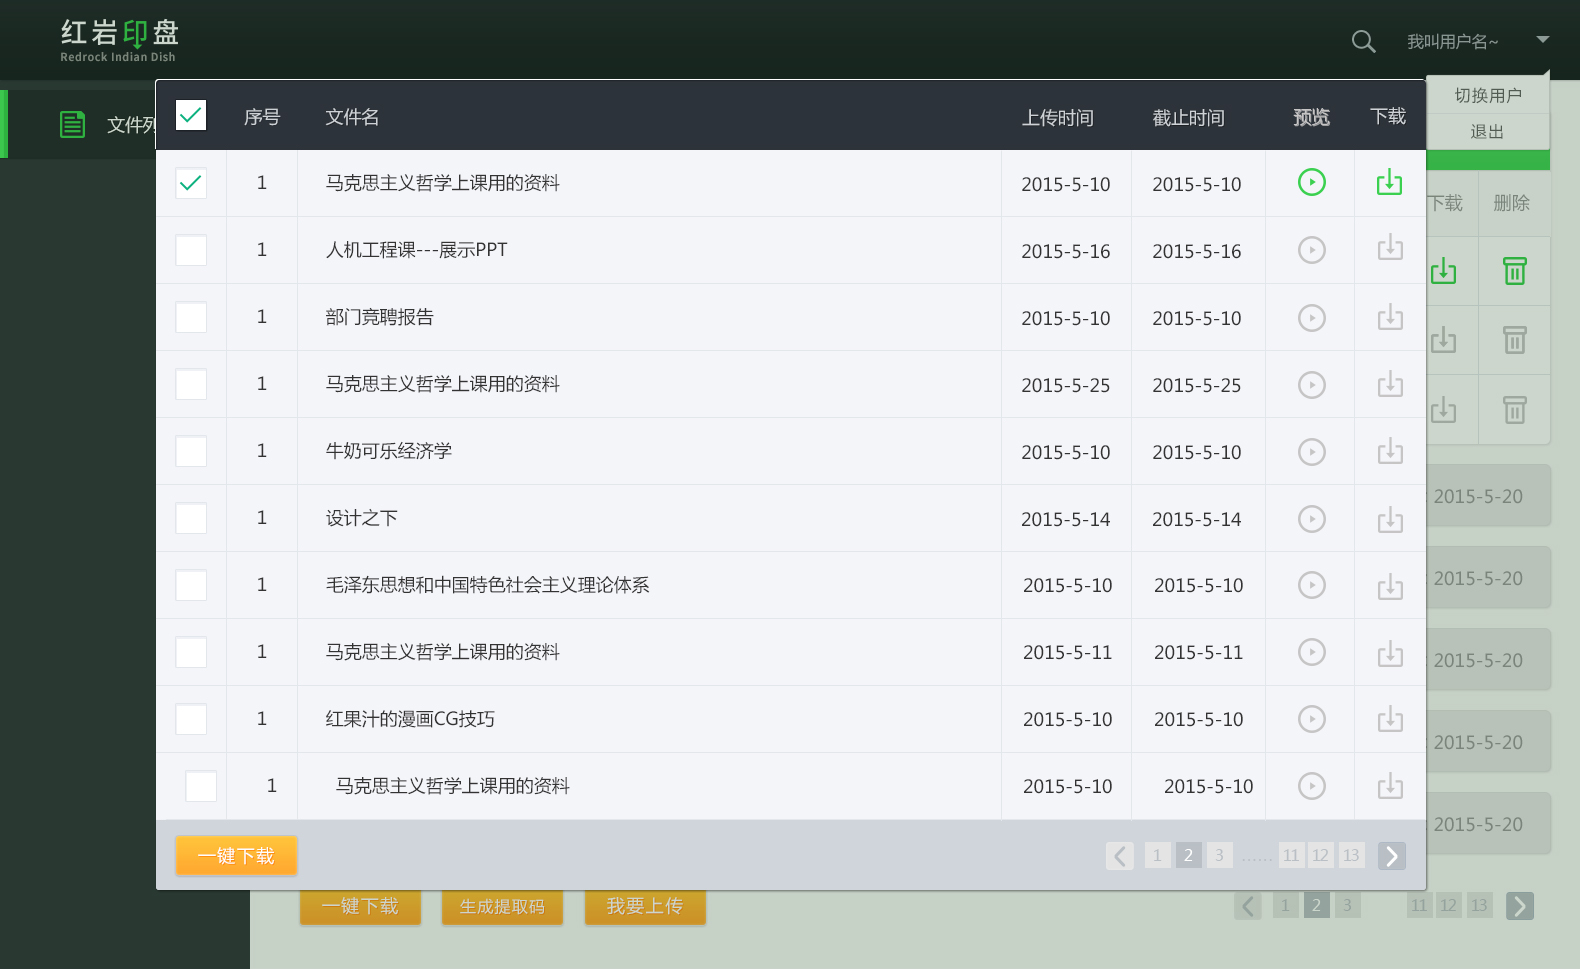 红岩印盘
Redrock Indian Dish
我叫用户名~
切换用户
退出
文件列
序号 文件名 上传时间 截止时间 预览 下载
1 马克思主义哲学上课用的资料 2015-5-10 2015-5-10
1 人机工程课---展示PPT 2015-5-16 2015-5-16
1 部门竞聘报告 2015-5-10 2015-5-10
1 马克思主义哲学上课用的资料 2015-5-25 2015-5-25
1 牛奶可乐经济学 2015-5-10 2015-5-10
1 设计之下 2015-5-14 2015-5-14
1 毛泽东思想和中国特色社会主义理论体系 2015-5-10 2015-5-10
1 马克思主义哲学上课用的资料 2015-5-11 2015-5-11
1 红果汁的漫画CG技巧 2015-5-10 2015-5-10
1 马克思主义哲学上课用的资料 2015-5-10 2015-5-10
一键下载 1 2 3 ...... 11 12 13
下载 删除
2015-5-20
2015-5-20
2015-5-20
2015-5-20
2015-5-20
一键下载 生成提取码 我要上传 1 2 3 11 12 13